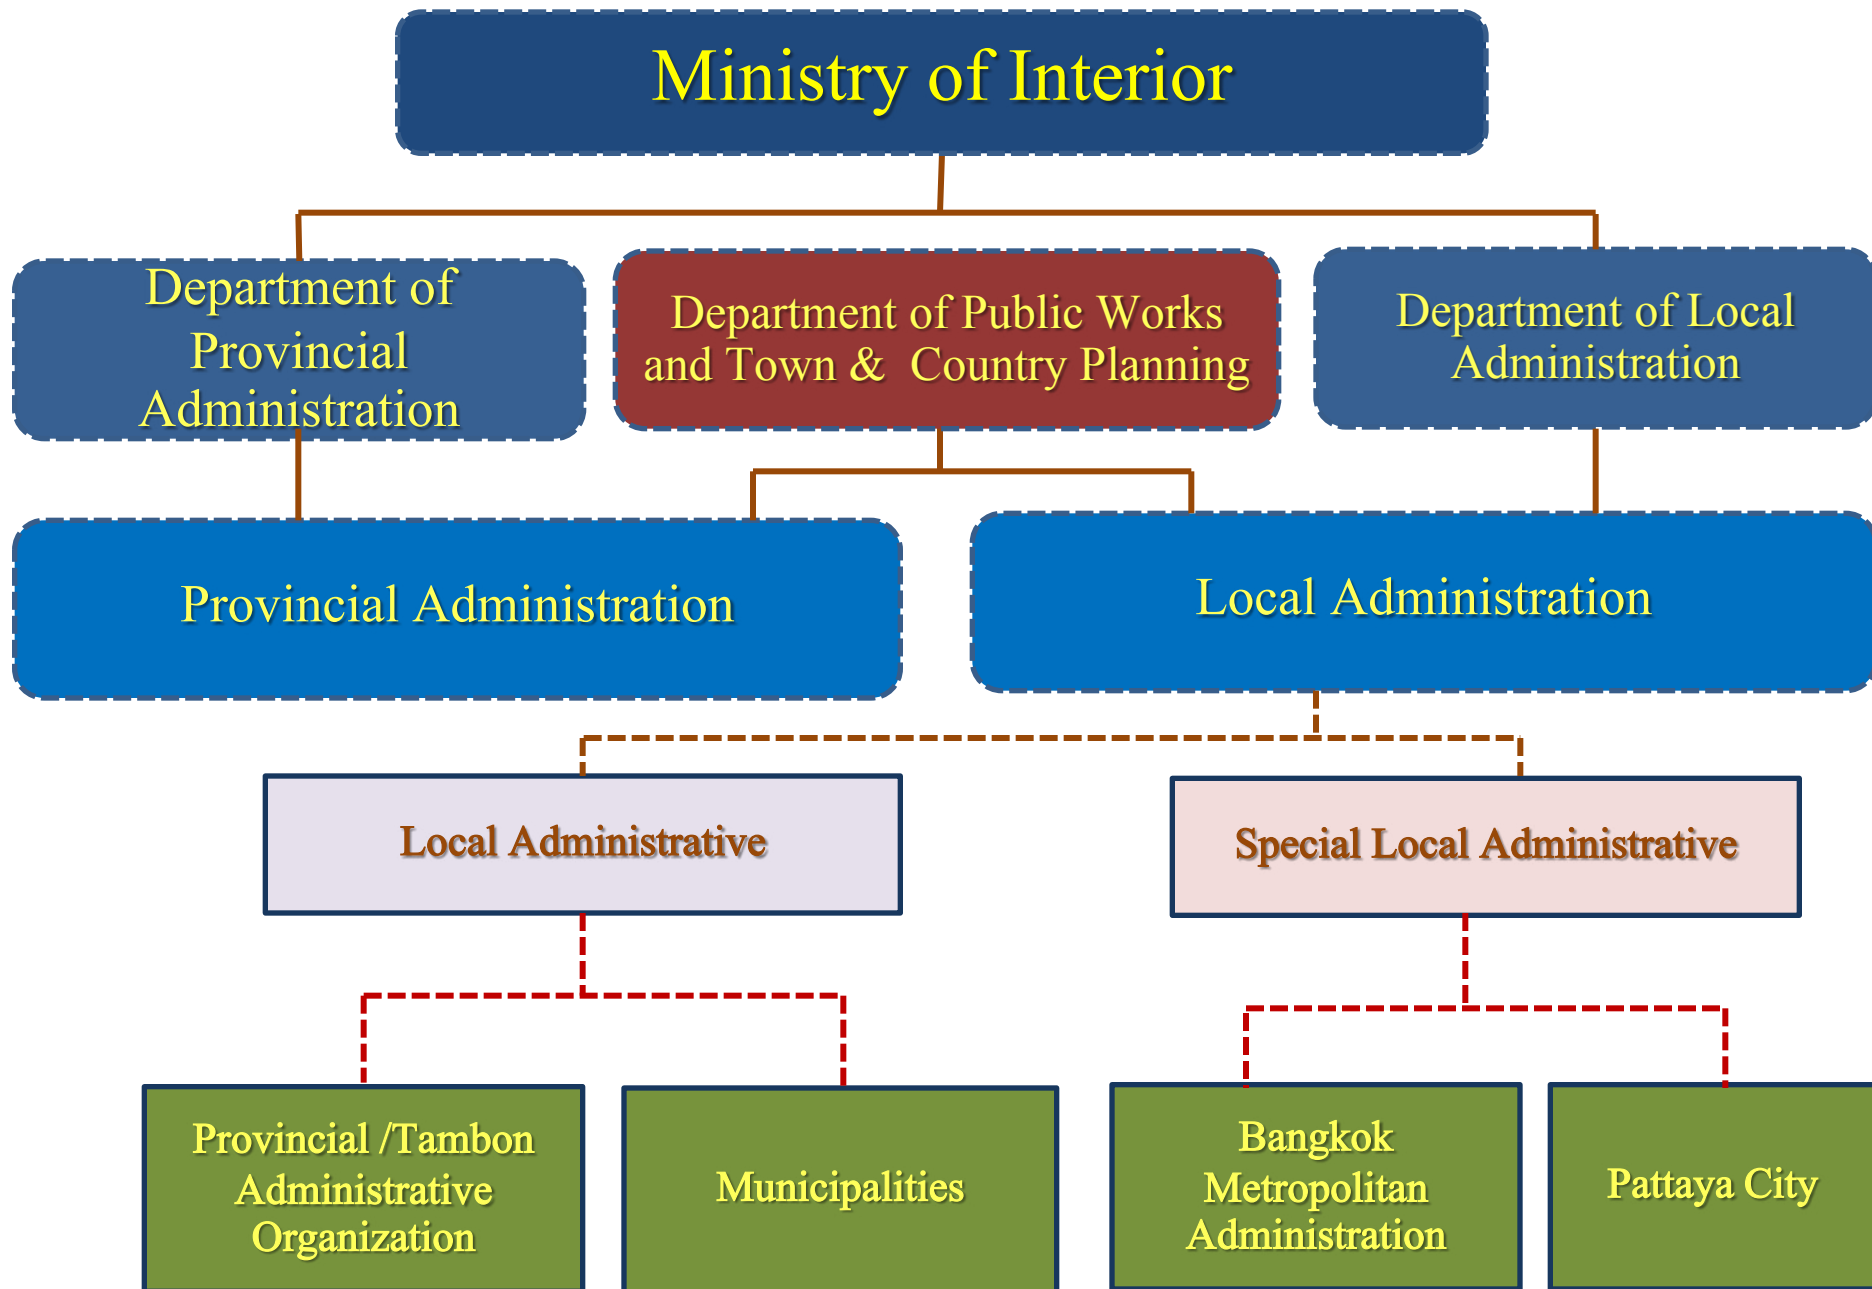 Ministry of Interior
Department of
Provincial
Administration
Department of Public Works
and Town & Country Planning
Department of Local
Administration
Provincial Administration
Local Administration
Local Administrative
Special Local Administrative
Provincial /Tambon
Administrative
Organization
Municipalities
Bangkok
Metropolitan
Administration
Pattaya City